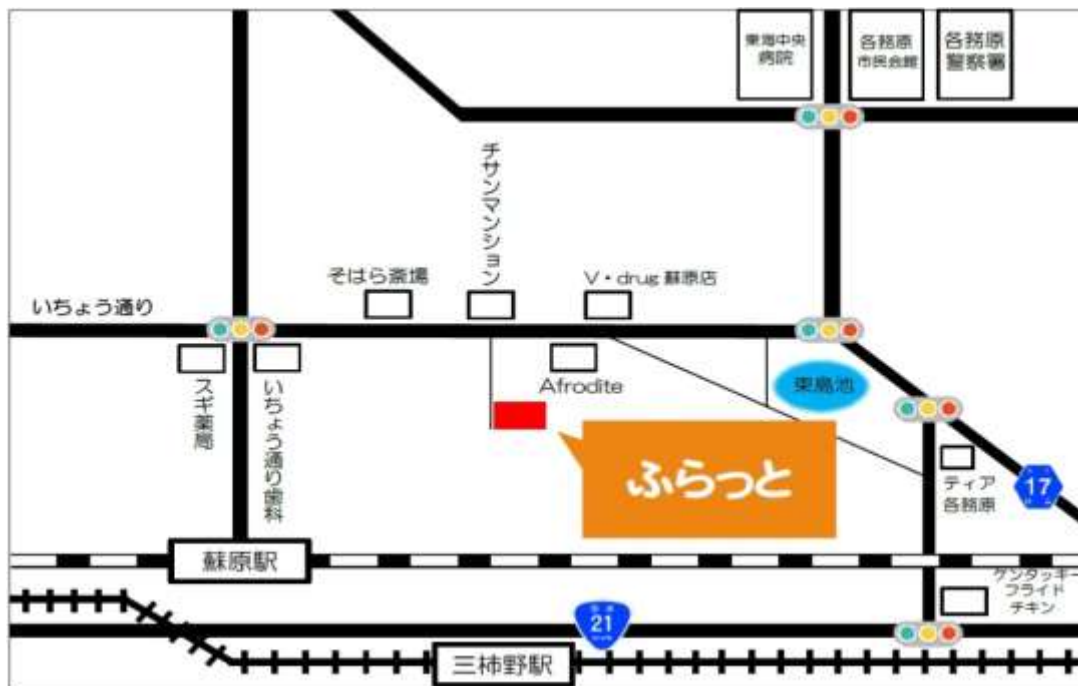 東海中央
病院
各務原
市民会館
各務原
警察署
チサンマンション
そはら斎場
V・drug 蘇原店
いちょう通り
スギ薬局
いちょう通り歯科
Afrodite
東島池
ふらっと
ティア
各務原
17
蘇原駅
ケンタッキー
フライド
チキン
21
三柿野駅